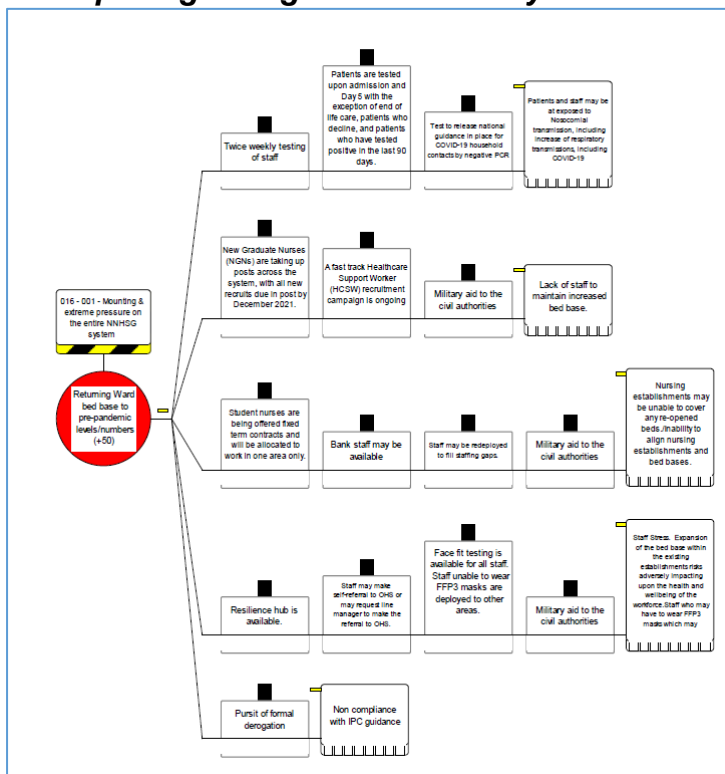 Twice weekly testing
of staff
Patients are tested
upon admission and
Day 5 with the
exception of end of
life care, patients who
decline, and patients
who have tested
positive in the last 90
days.
Test to release national
guidance in place for
COVID-19 household
contacts by negative PCR
Patients and staff may be
at exposed to
Nosocomial
transmission, including
increase of respiratory
transmissions, including
COVID-19
New Graduate Nurses
(NGNs) are taking up
posts across the
system, with all new
recruits due in post by
December 2021.
A fast track Healthcare
Support Worker
(HCSW) recruitment
campaign is ongoing
Military aid to the
civil authorities
Lack of staff to
maintain increased
bed base.
016 - 001 - Mounting &
extreme pressure on
the entire NNHSG
system
Returning Ward
bed base to
pre-pandemic
levels/numbers
(+50)
Student nurses are
being offered fixed
term contracts and
will be allocated to
work in one area only.
Bank staff may be
available
Staff may be redeployed
to fill staffing gaps.
Military aid to the
civil authorities
Nursing
establishments may
be unable to cover
any re-opened
beds./inability to
align nursing
establishments and
bed bases.
Resilience hub is
available.
Staff may make
self-referral to OHS or
may request line
manager to make the
referral to OHS.
Face fit testing is
available for all staff.
Staff unable to wear
FFP3 masks are
deployed to other
areas.
Military aid to the
civil authorities
Staff Stress. Expansion
of the bed base within
the existing
establishments risks
adversely impacting
upon the health and
wellbeing of the
workforce.Staff who may
have to wear FFP3
masks which may
Pursit of formal
derogation
Non compliance
with IPC guidance